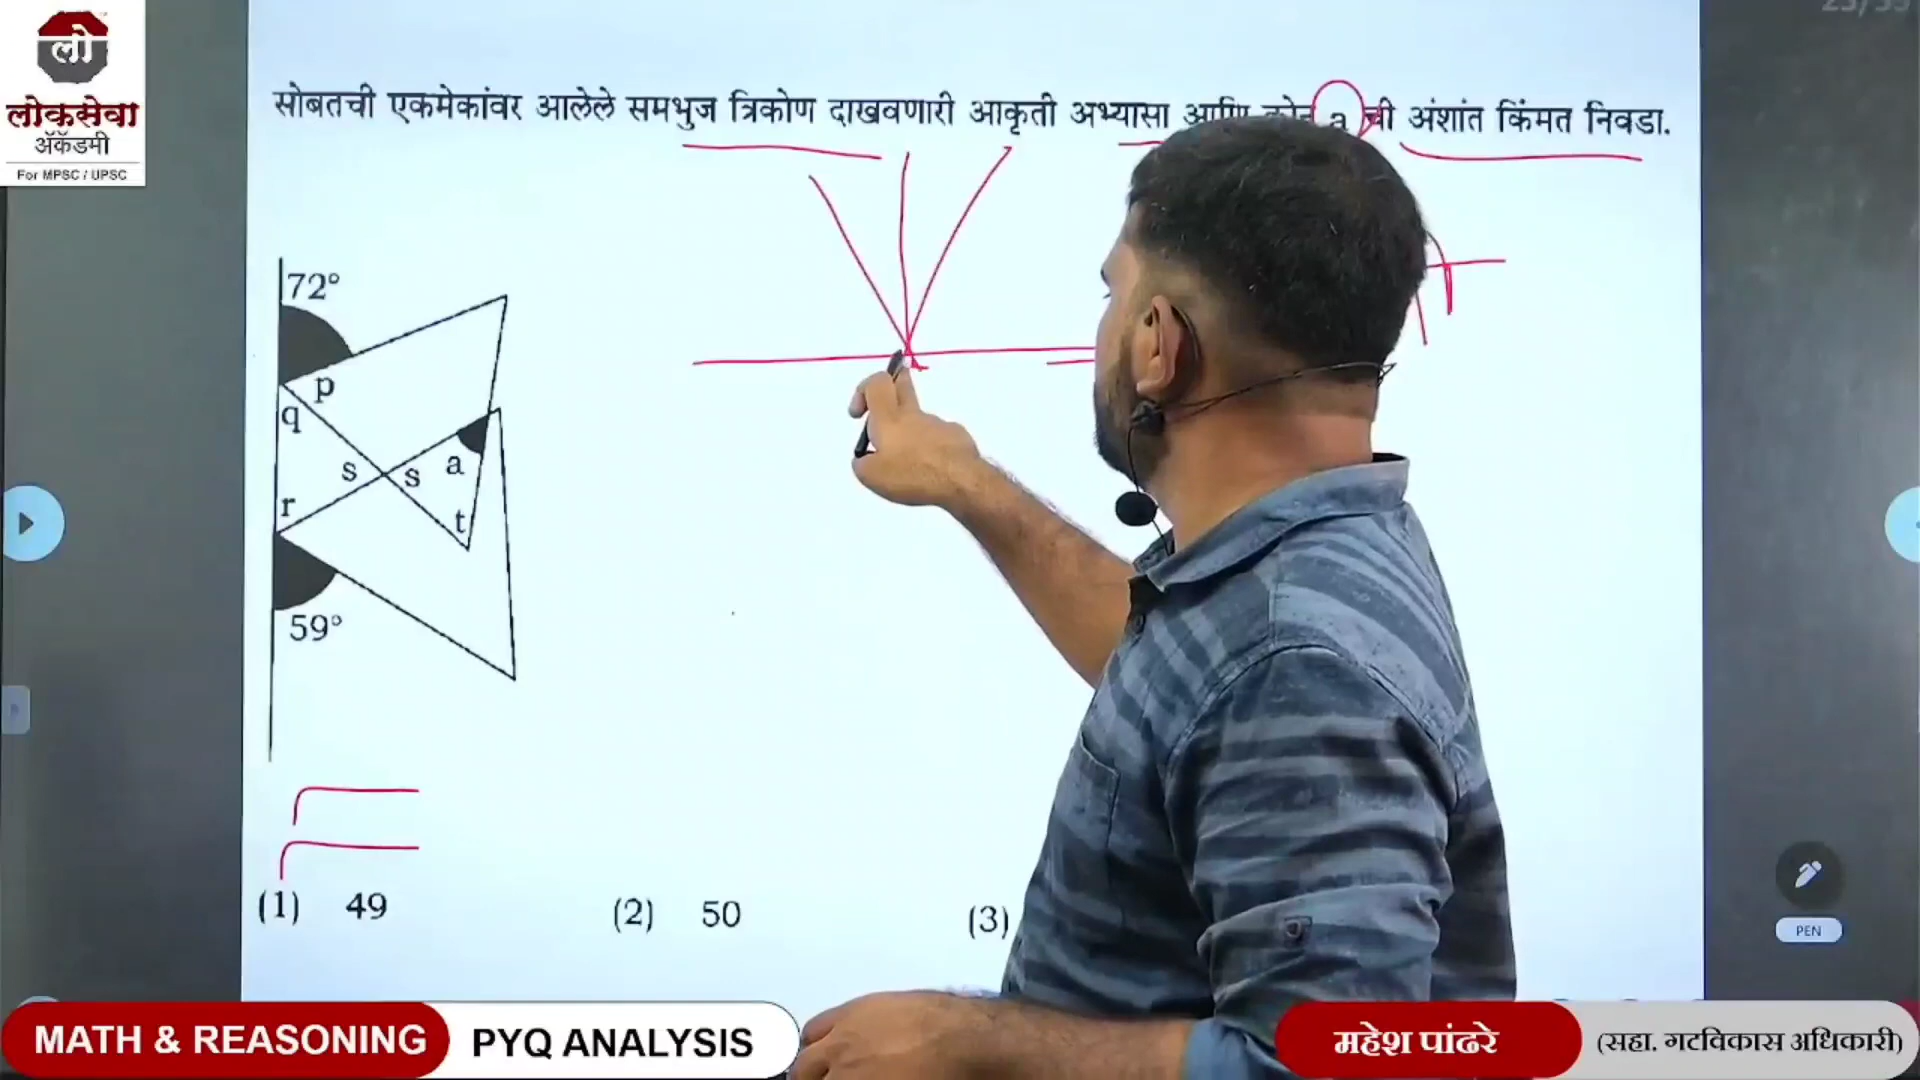 लो
लोकसेवा
अ‍ॅकॅडमी
For MPSC / UPSC
सोबतची एकमेकांवर आलेले समभुज त्रिकोण दाखवणारी आकृती अभ्यासा आणि कोन a ची अंशांत किंमत निवडा.
72°
p
q
s
s
a
r
t
59°
(1) 49
(2) 50
(3)
PEN
MATH & REASONING
PYQ ANALYSIS
महेश पांढरे
(सहा. गटविकास अधिकारी)